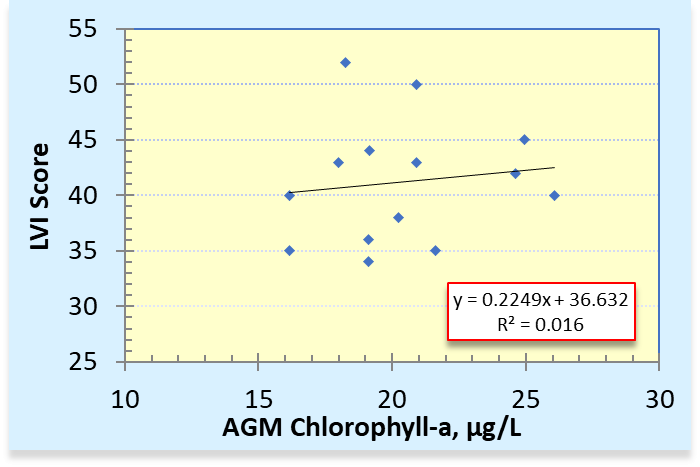 55
50
45
40
35
30
25
LVI Score
y = 0.2249x + 36.632
R² = 0.016
10 15 20 25 30
AGM Chlorophyll-a, µg/L